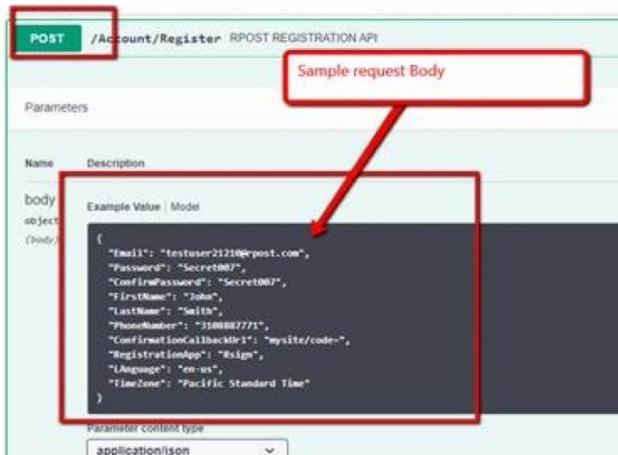 POST /Account/Register RPOST REGISTRATION API
Sample request Body
Parameters
Name Description
body
object
(body)
Example Value | Model
{
"Email": "testuser21210@rpost.com",
"Password": "Secret007",
"ConfirmPassword": "Secret007",
"FirstName": "John",
"LastName": "Smith",
"PhoneNumber": "3108887771",
"ConfirmationCallbackUrl": "mysite/code=",
"RegistrationApp": "Rsign",
"LAnguage": "en-us",
"TimeZone": "Pacific Standard Time"
}
Parameter content type
application/json